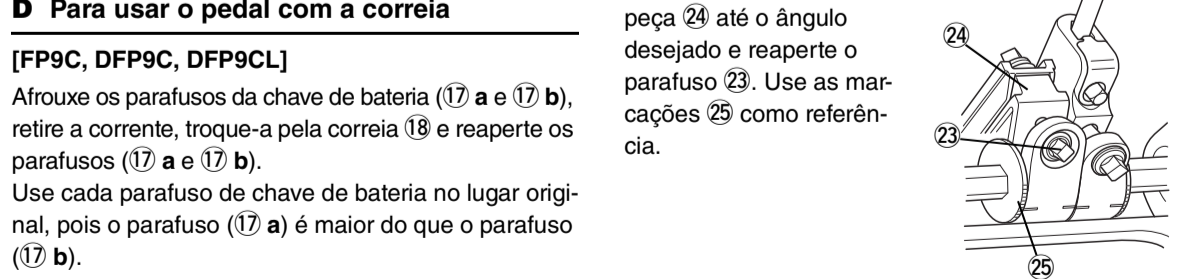 D Para usar o pedal com a correia
[FP9C, DFP9C, DFP9CL]
Afrouxe os parafusos da chave de bateria (⑰ a e ⑰ b),
retire a corrente, troque-a pela correia ⑱ e reaperte os
parafusos (⑰ a e ⑰ b).
Use cada parafuso de chave de bateria no lugar origi-
nal, pois o parafuso (⑰ a) é maior do que o parafuso
(⑰ b).
peça ㉔ até o ângulo
desejado e reaperte o
parafuso ㉓. Use as mar-
cações ㉕ como referên-
cia.
㉔
㉓
㉕